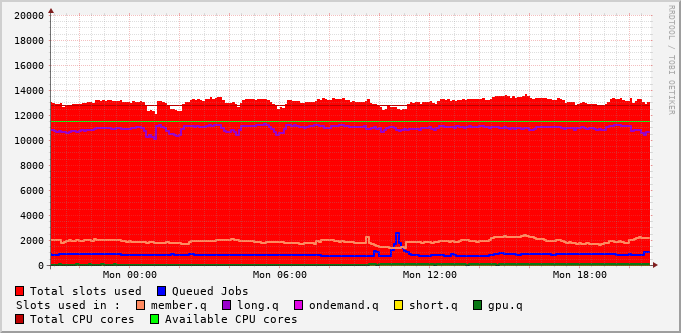 RRDTOOL / TOBI OETIKER
20000
18000
16000
14000
12000
10000
8000
6000
4000
2000
0
Mon 00:00 Mon 06:00 Mon 12:00 Mon 18:00
Total slots used Queued Jobs
Slots used in : member.q long.q ondemand.q short.q gpu.q
Total CPU cores Available CPU cores